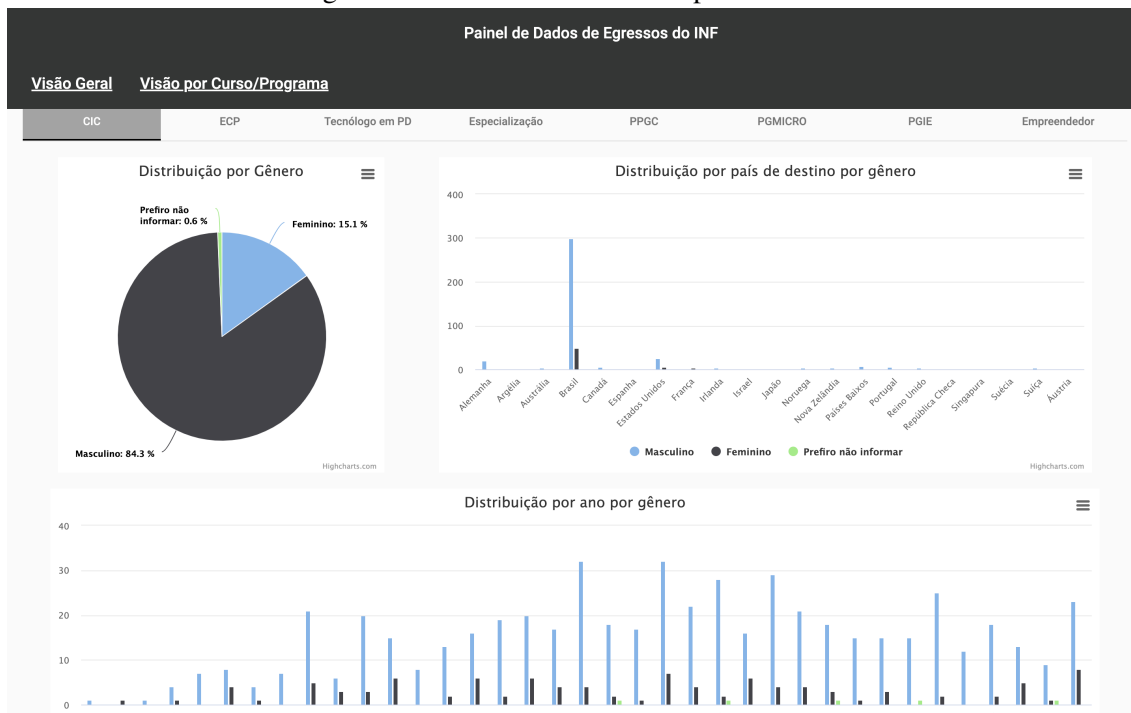 Painel de Dados de Egressos do INF
Visão Geral Visão por Curso/Programa
CIC ECP Tecnólogo em PD Especialização PPGC PGMICRO PGIE Empreendedor
Distribuição por Gênero
Prefiro não
informar: 0.6 %
Feminino: 15.1 %
Masculino: 84.3 %
Highcharts.com
Distribuição por país de destino por gênero
400
300
200
100
0
Alemanha
Argélia
Austrália
Brasil
Canadá
Espanha
Estados Unidos
França
Irlanda
Israel
Japão
Noruega
Nova Zelândia
Países Baixos
Portugal
Reino Unido
República Checa
Singapura
Suécia
Suíça
Áustria
Masculino Feminino Prefiro não informar
Highcharts.com
Distribuição por ano por gênero
40
30
20
10
0